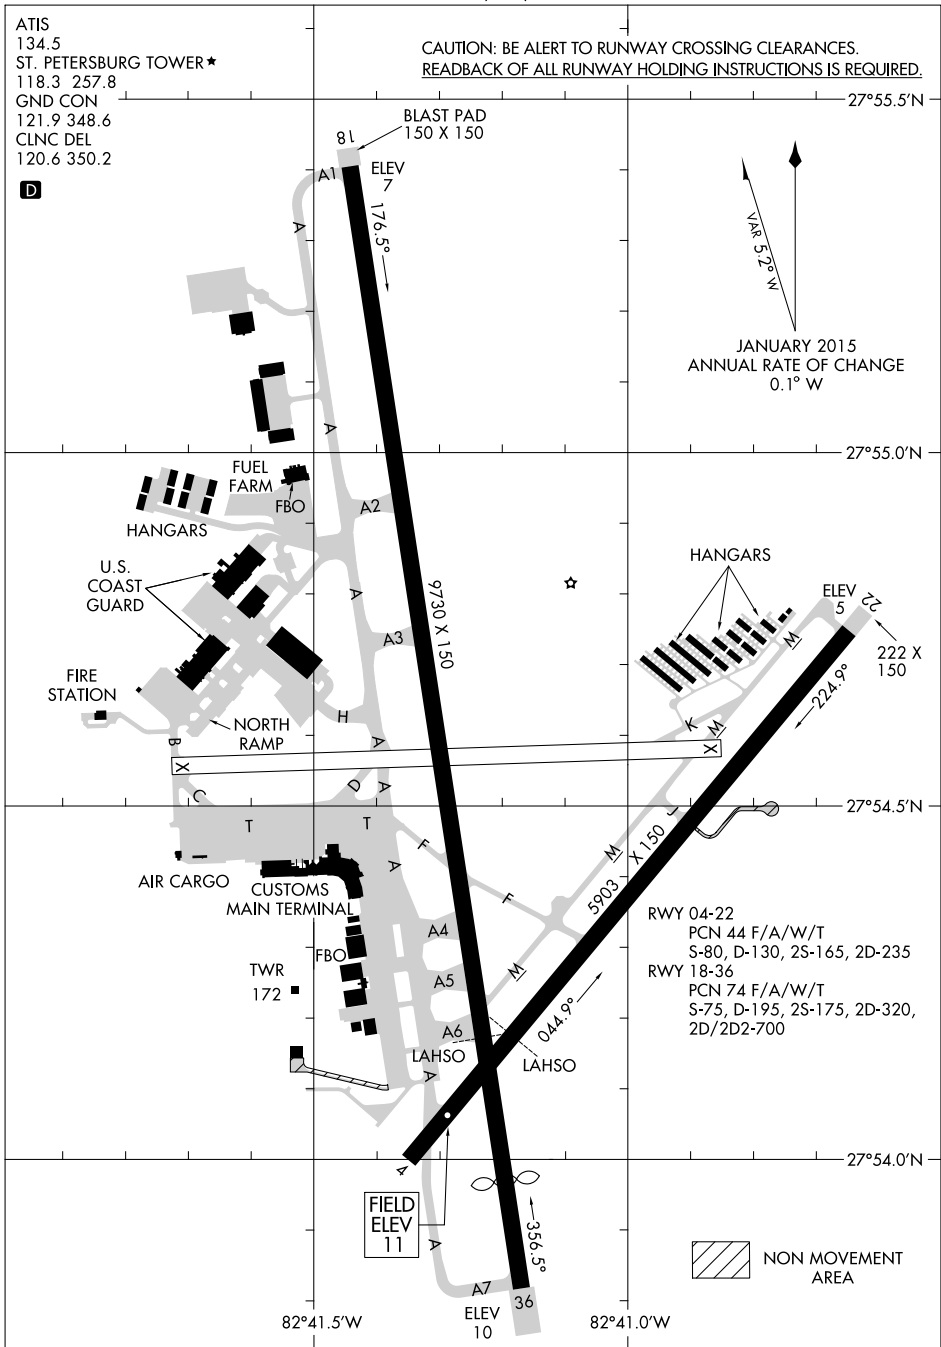 ATIS
134.5
ST. PETERSBURG TOWER★
118.3 257.8
GND CON
121.9 348.6
CLNC DEL
120.6 350.2
D
CAUTION: BE ALERT TO RUNWAY CROSSING CLEARANCES.
READBACK OF ALL RUNWAY HOLDING INSTRUCTIONS IS REQUIRED.
27°55.5'N
BLAST PAD
150 X 150
18
A1
ELEV
7
176.5°
A
VAR 5.2° W
JANUARY 2015
ANNUAL RATE OF CHANGE
0.1° W
A
27°55.0'N
FUEL
FARM
FBO
A2
HANGARS
U.S.
COAST
GUARD
HANGARS
ELEV
5
22
222 X
150
A
9730 X 150
A3
M
224.9°
FIRE
STATION
NORTH
RAMP
H
K
M
B
A
X
X
C
D
A
27°54.5'N
T
T
F
J
A
M
5903 X 150
AIR CARGO
CUSTOMS
MAIN TERMINAL
F
RWY 04-22
PCN 44 F/A/W/T
S-80, D-130, 2S-165, 2D-235
RWY 18-36
PCN 74 F/A/W/T
S-75, D-195, 2S-175, 2D-320,
2D/2D2-700
A4
FBO
TWR
172
A5
M
A6
044.9°
LAHSO
LAHSO
A
4
27°54.0'N
FIELD
ELEV
11
A
356.5°
A7
36
ELEV
10
NON MOVEMENT
AREA
82°41.5'W
82°41.0'W